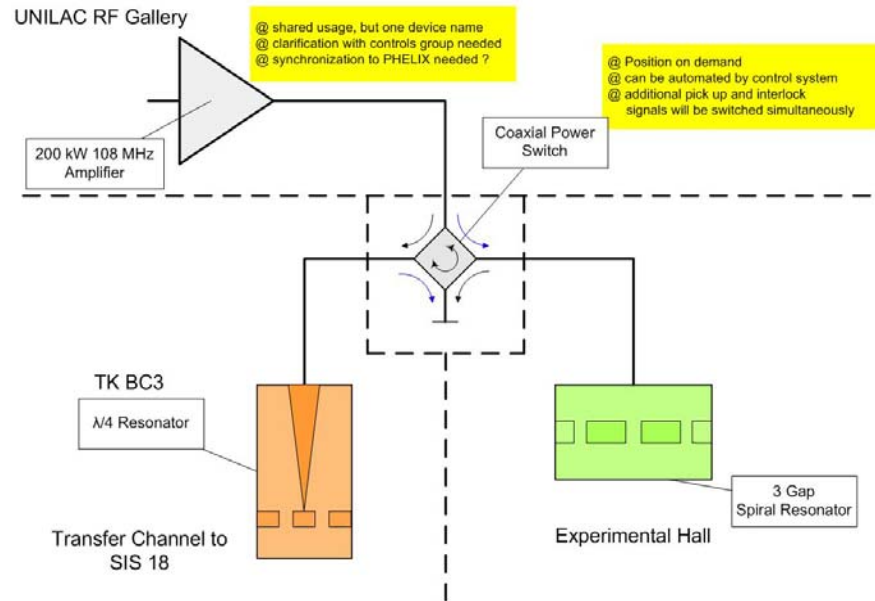 UNILAC RF Gallery
@ shared usage, but one device name
@ clarification with controls group needed
@ synchronization to PHELIX needed ?
@ Position on demand
@ can be automated by control system
@ additional pick up and interlock
signals will be switched simultaneously
Coaxial Power
Switch
200 kW 108 MHz
Amplifier
TK BC3
λ/4 Resonator
3 Gap
Spiral Resonator
Transfer Channel to
SIS 18
Experimental Hall